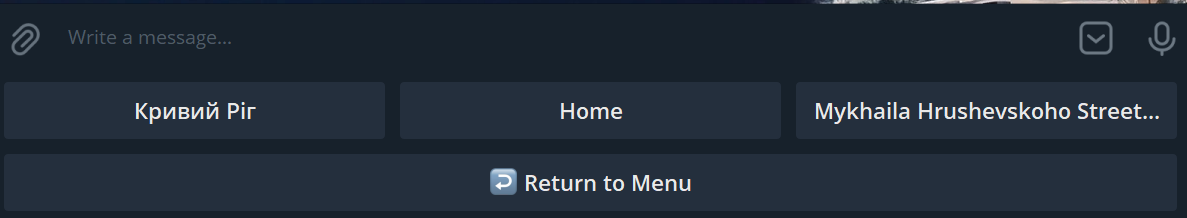 Write a message...
Кривий Ріг
Home
Mykhaila Hrushevskoho Street...
Return to Menu